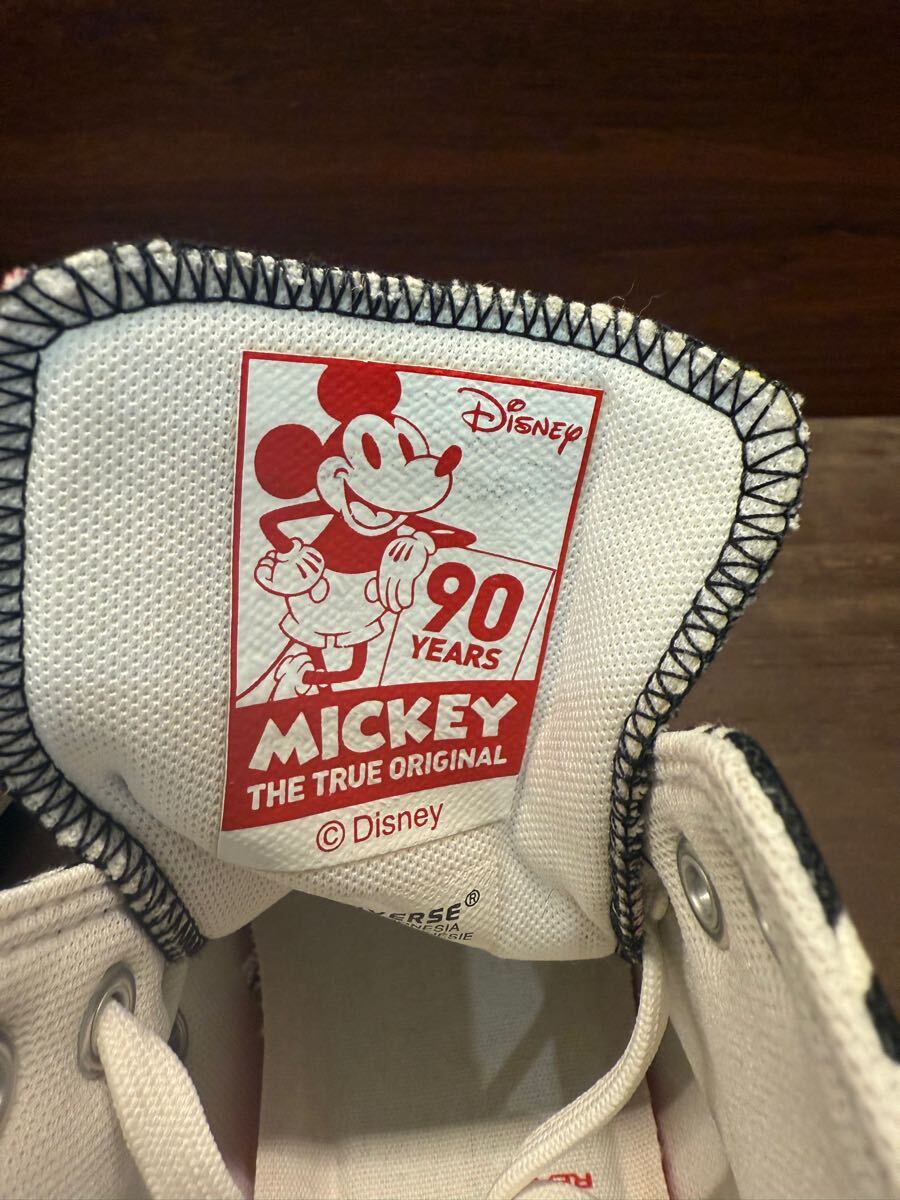 Disney
90
YEARS
MICKEY
THE TRUE ORIGINAL
© Disney